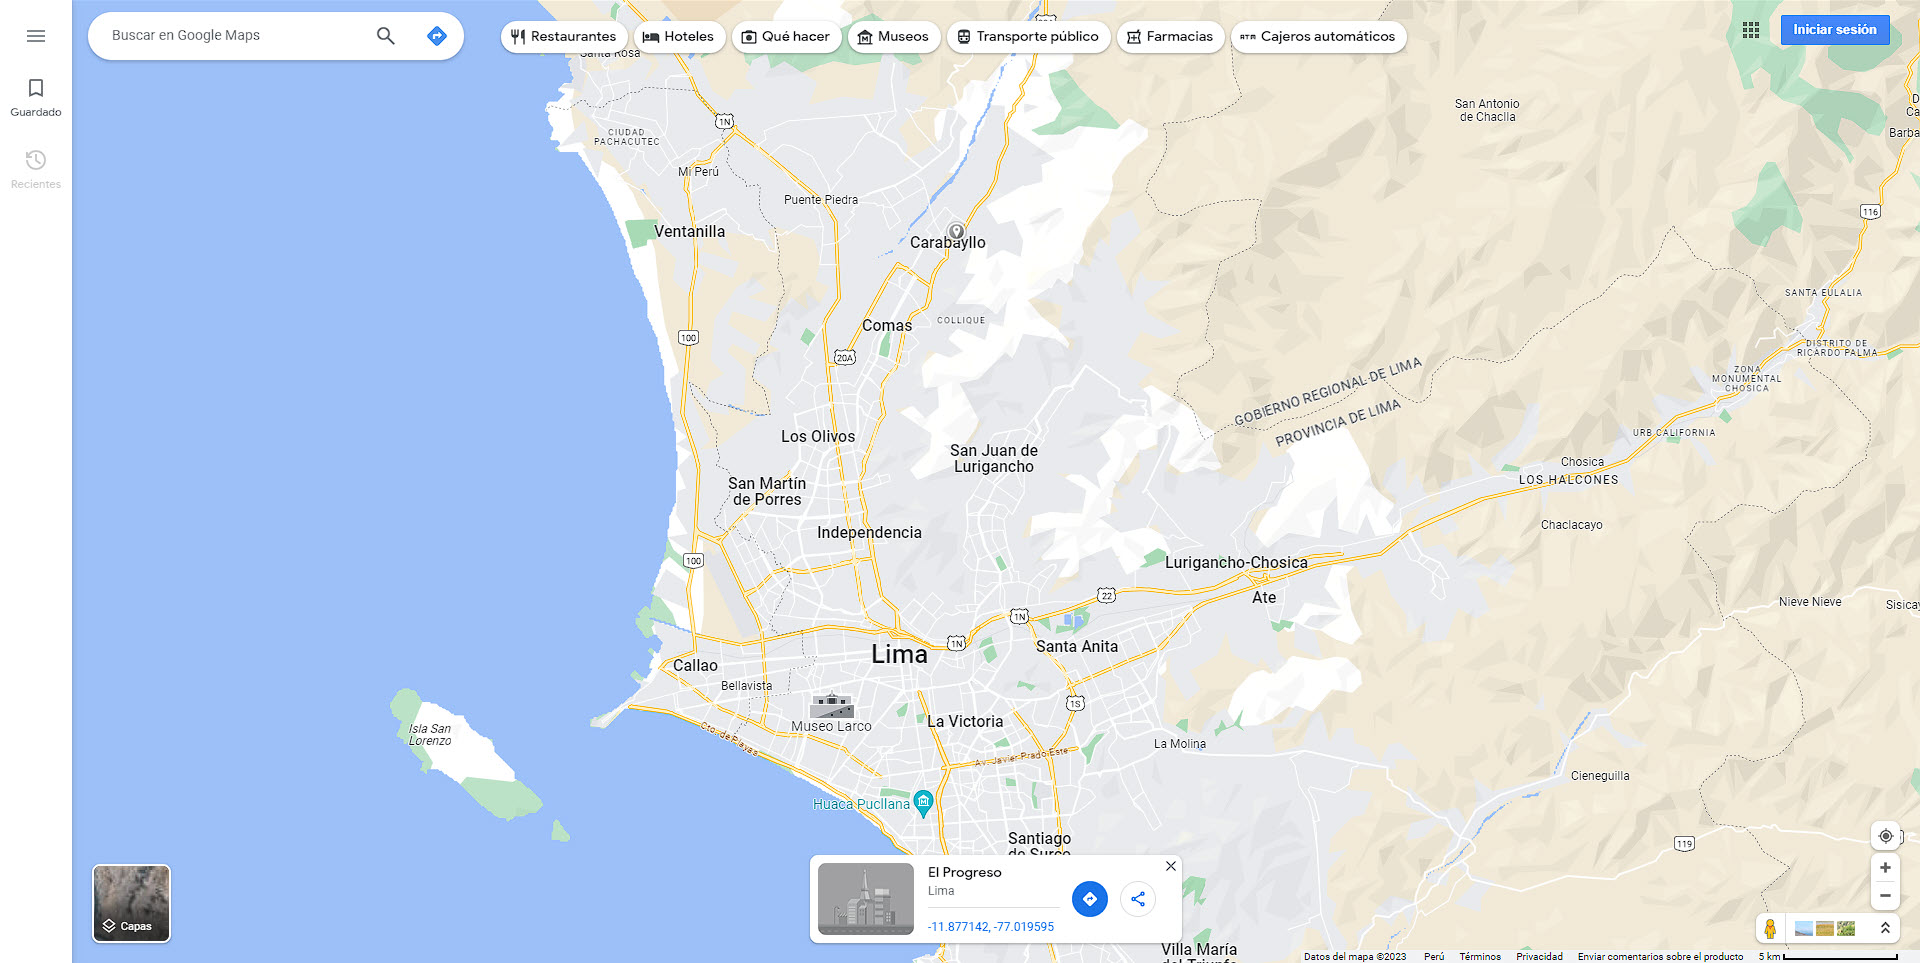 Buscar en Google Maps
Restaurantes
Hoteles
Qué hacer
Museos
Transporte público
Farmacias
Cajeros automáticos
Iniciar sesión
Guardado
Recientes
Santa Rosa
CIUDAD
PACHACUTEC
1N
Mi Perú
Puente Piedra
San Antonio
de Chaclla
Barba
116
Ventanilla
Carabayllo
SANTA EULALIA
100
Comas
COLLIQUE
20A
DISTRITO DE
RICARDO PALMA
GOBIERNO REGIONAL DE LIMA
PROVINCIA DE LIMA
ZONA
MONUMENTAL
CHOSICA
Los Olivos
San Juan de
Lurigancho
URB CALIFORNIA
San Martín
de Porres
Chosica
LOS HALCONES
Independencia
Chaclacayo
100
Lurigancho-Chosica
Ate
22
1N
Nieve Nieve
Sisicay
1N
Lima
Santa Anita
Callao
Bellavista
1S
Museo Larco
La Victoria
Cto. de Playas
Isla San
Lorenzo
La Molina
Av. Javier Prado Este
Cieneguilla
Huaca Pucllana
Santiago
de Surco
119
El Progreso
Lima
-11.877142, -77.019595
Capas
Villa María
del Triunfo
Datos del mapa ©2023
Perú
Términos
Privacidad
Enviar comentarios sobre el producto
5 km